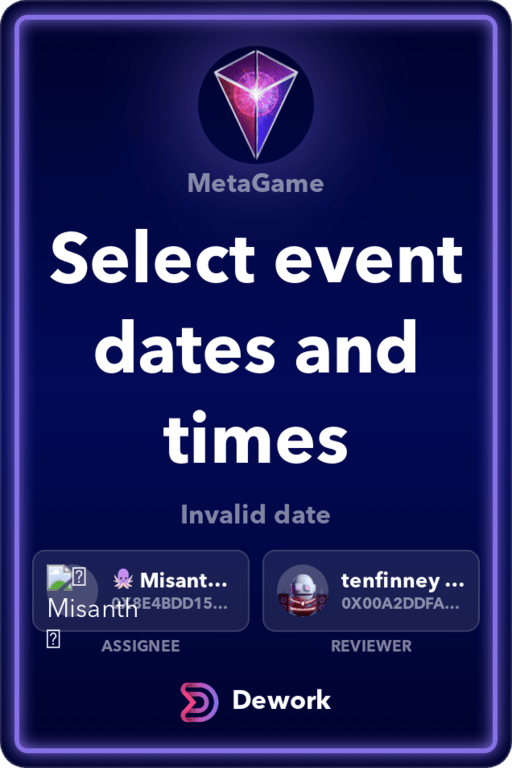 MetaGame
Select event
dates and
times
Invalid date
🐙 Misant...
0X8E4BDD15...
Misanth
tenfinney ...
0X00A2DDFA...
ASSIGNEE
REVIEWER
Dework